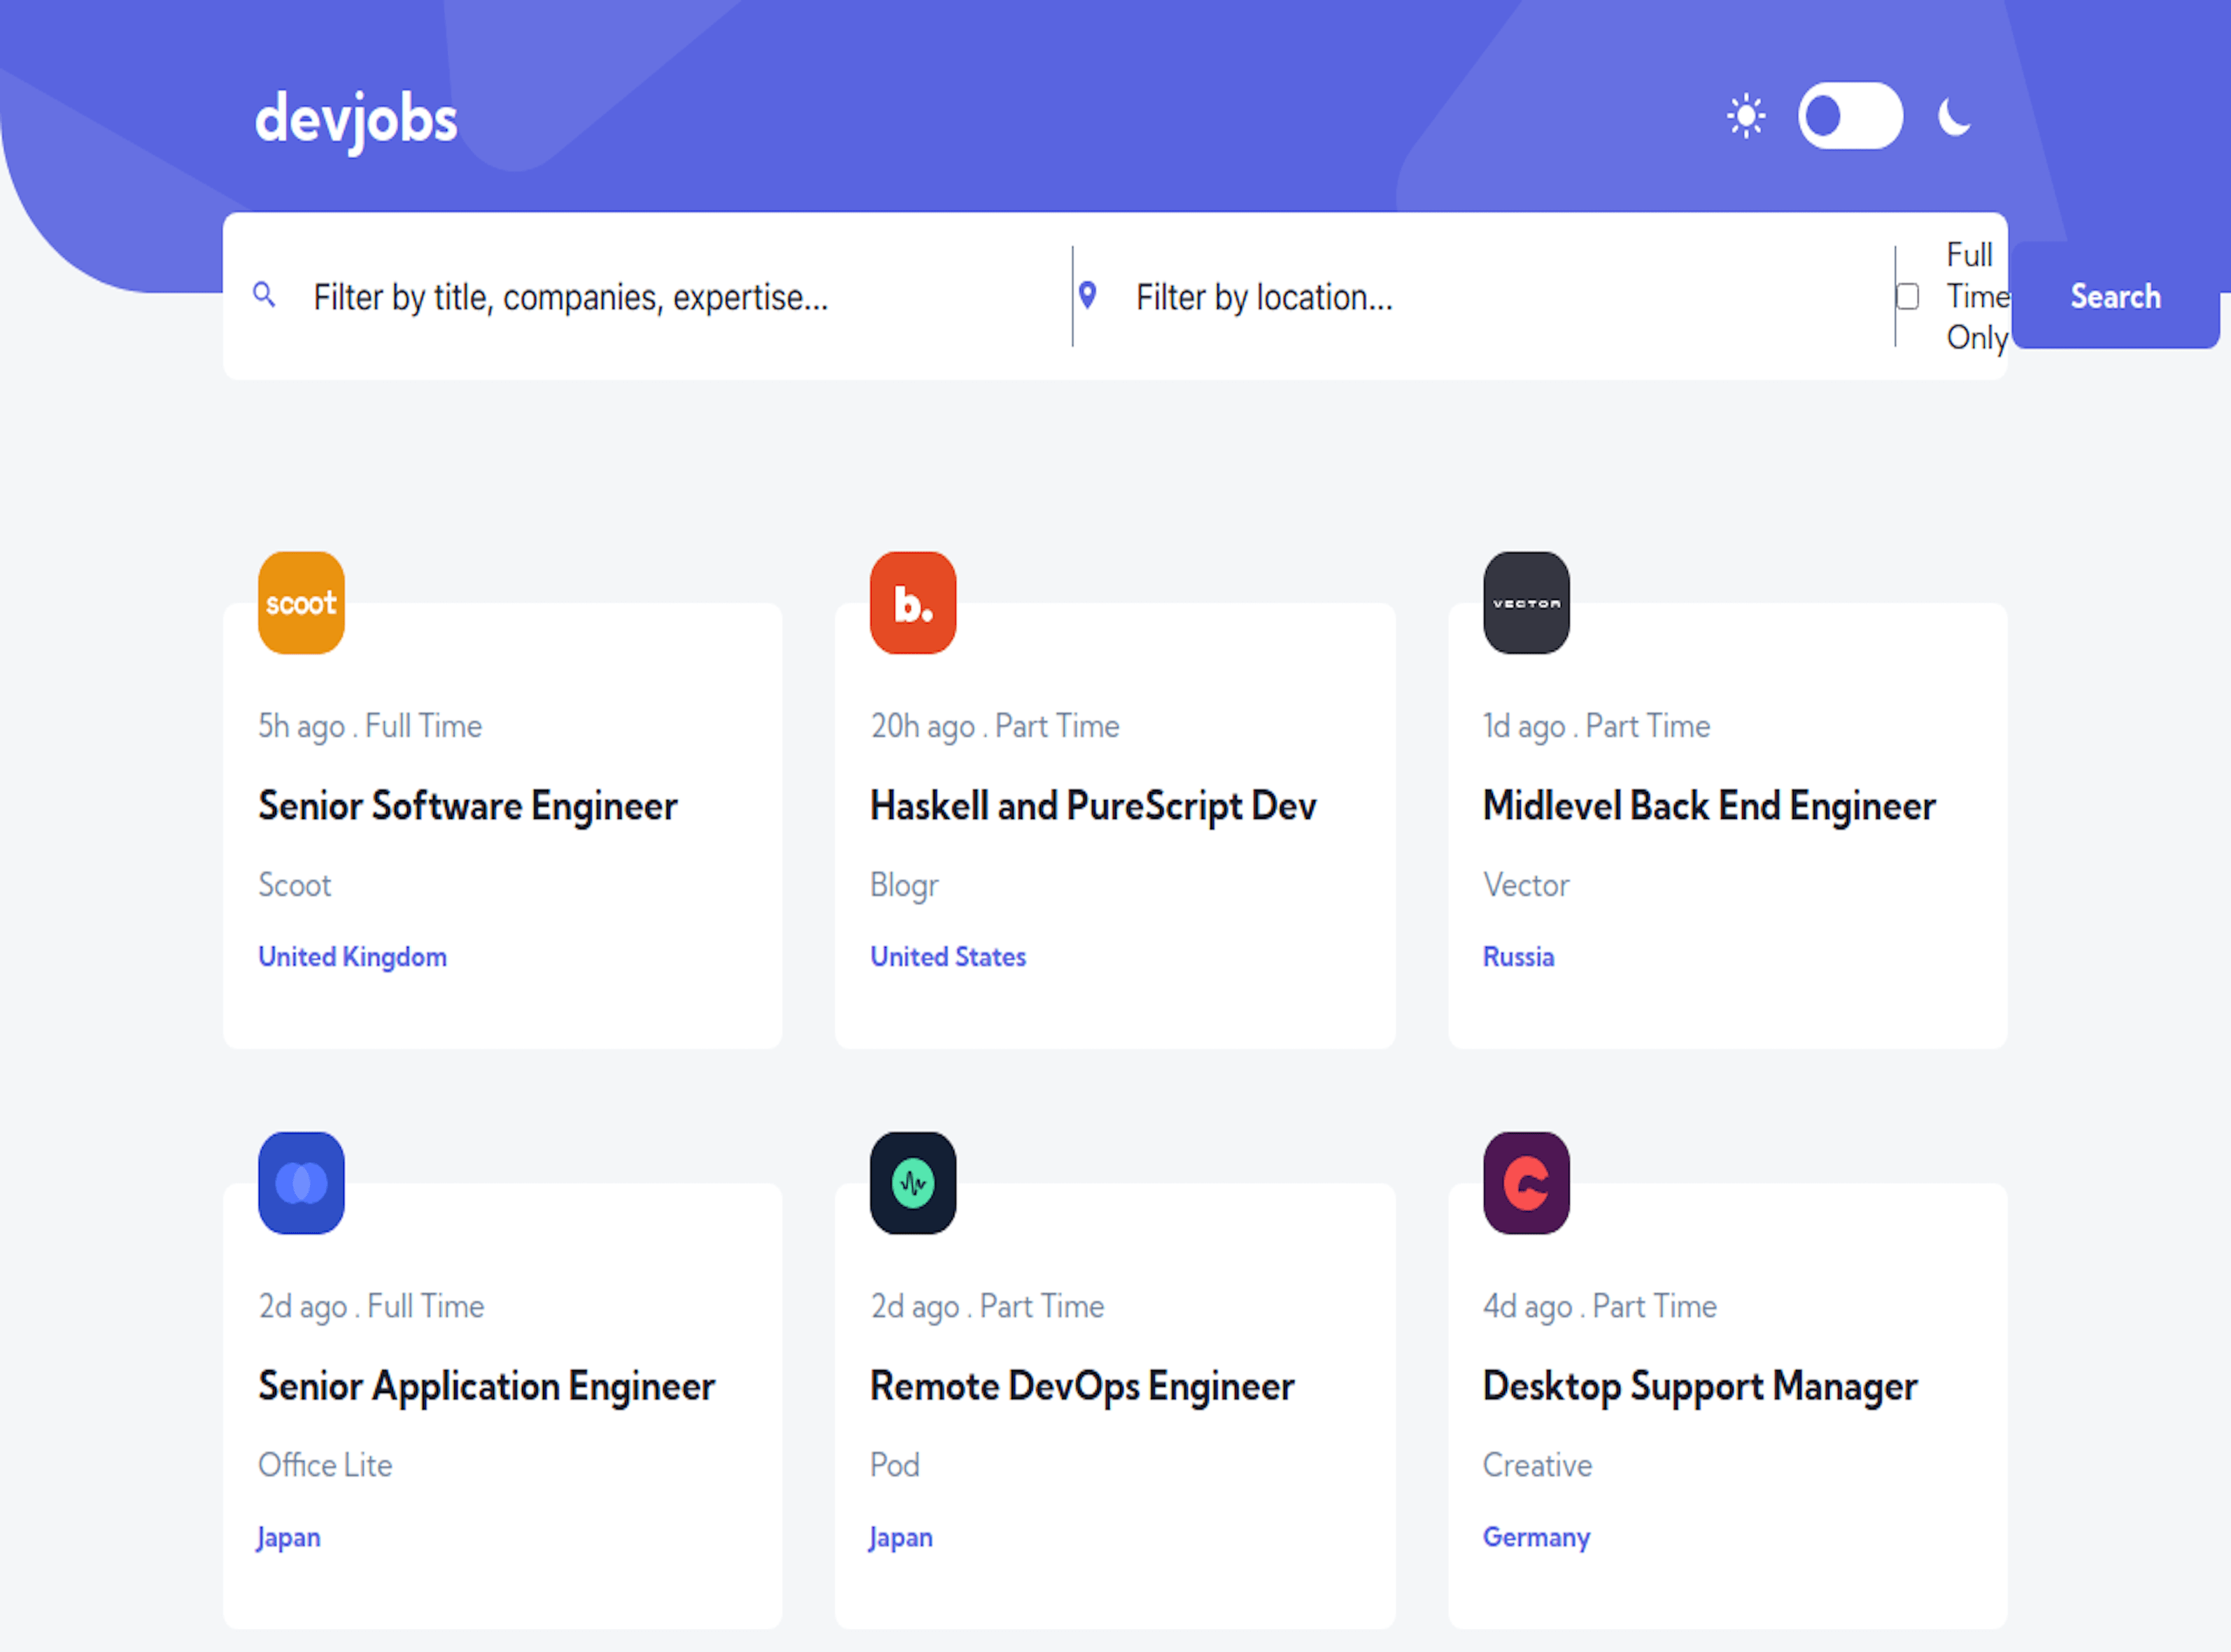 devjobs
Filter by title, companies, expertise...
Filter by location...
Full
Time
Only
Search
scoot
b.
VECTOR
5h ago . Full Time
20h ago . Part Time
1d ago . Part Time
Senior Software Engineer
Haskell and PureScript Dev
Midlevel Back End Engineer
Scoot
Blogr
Vector
United Kingdom
United States
Russia
2d ago . Full Time
2d ago . Part Time
4d ago . Part Time
Senior Application Engineer
Remote DevOps Engineer
Desktop Support Manager
Office Lite
Pod
Creative
Japan
Japan
Germany